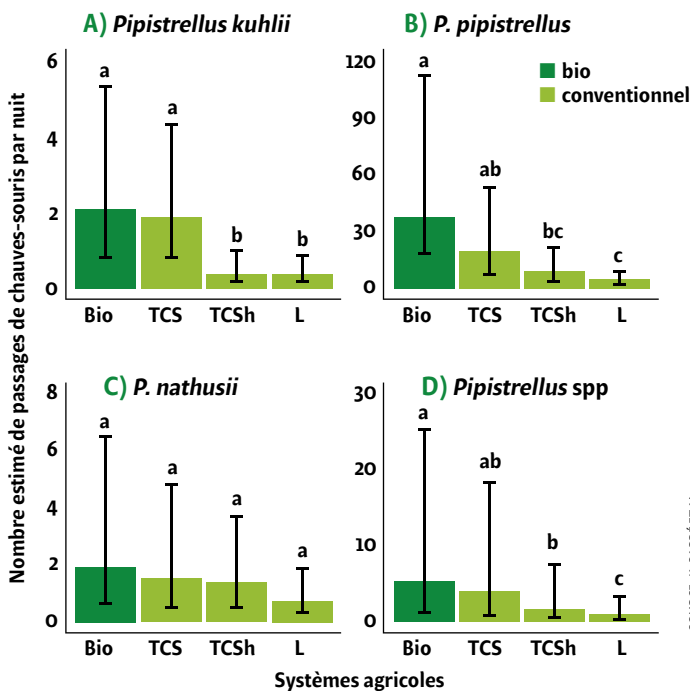 Nombre estimé de passages de chauves-souris par nuit
A) Pipistrellus kuhlii
6
4
2
0
a
a
b
b
Bio TCS TCSh L
B) P. pipistrellus
bio
conventionnel
120
90
60
30
0
a
ab
bc
c
Bio TCS TCSh L
C) P. nathusii
8
6
4
2
0
a
a
a
a
Bio TCS TCSh L
D) Pipistrellus spp
30
20
10
0
a
ab
b
c
Bio TCS TCSh L
Systèmes agricoles